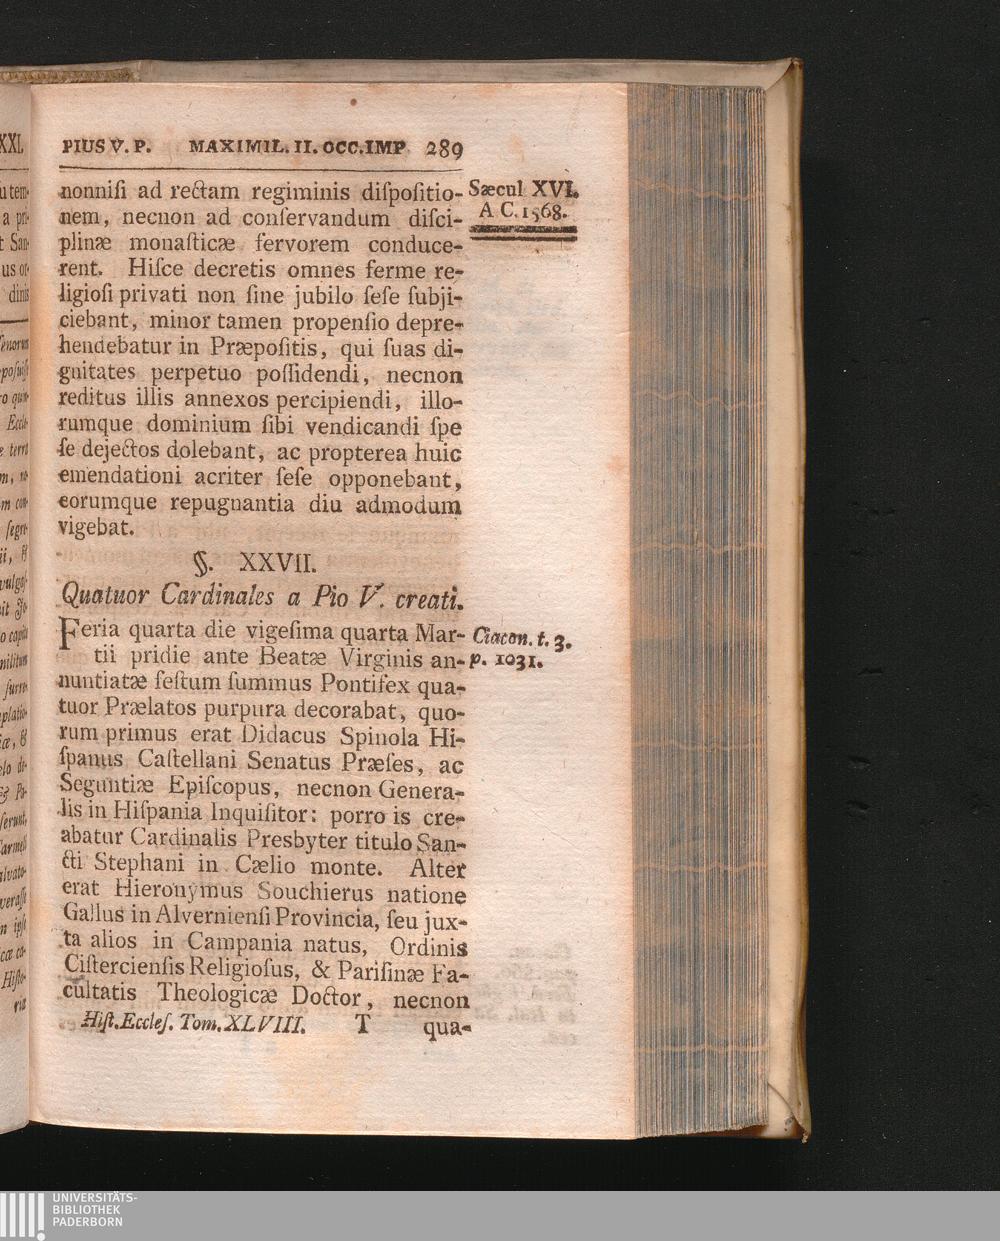 PIUS V. P. MAXIMIL. II. OCC. IMP. 289
Sæcul XVI.
A C. 1568.
nonniſi ad rectam regiminis diſpoſitio-
nem, necnon ad conſervandum diſci-
plinæ monaſticæ fervorem conduce-
rent. Hiſce decretis omnes ferme re-
ligioſi privati non ſine jubilo ſeſe ſubji-
ciebant, minor tamen propenſio depre-
hendebatur in Præpoſitis, qui ſuas di-
gnitates perpetuo poſſidendi, necnon
reditus illis annexos percipiendi, illo-
rumque dominium ſibi vendicandi ſpe
ſe dejectos dolebant, ac propterea huic
emendationi acriter ſeſe opponebant,
eorumque repugnantia diu admodum
vigebat.
§. XXVII.
Quatuor Cardinales a Pio V. creati.
Feria quarta die vigeſima quarta Mar-
tii pridie ante Beatæ Virginis an-
nuntiatæ feſtum ſummus Pontifex qua-
tuor Prælatos purpura decorabat, quo-
rum primus erat Didacus Spinola Hi-
ſpanus Caſtellani Senatus Præſes, ac
Seguntiæ Epiſcopus, necnon Genera-
lis in Hiſpania Inquiſitor: porro is cre-
abatur Cardinalis Presbyter titulo San-
cti Stephani in Cælio monte. Alter
erat Hieronymus Souchierus natione
Gallus in Alvernienſi Provincia, ſeu jux-
ta alios in Campania natus, Ordinis
Ciſtercienſis Religioſus, & Pariſinæ Fa-
cultatis Theologicæ Doctor, necnon
Ciacon. t. 3.
p. 1031.
Hiſt. Eccleſ. Tom. XLVIII. T qua-
UNIVERSITÄTS-
BIBLIOTHEK
PADERBORN